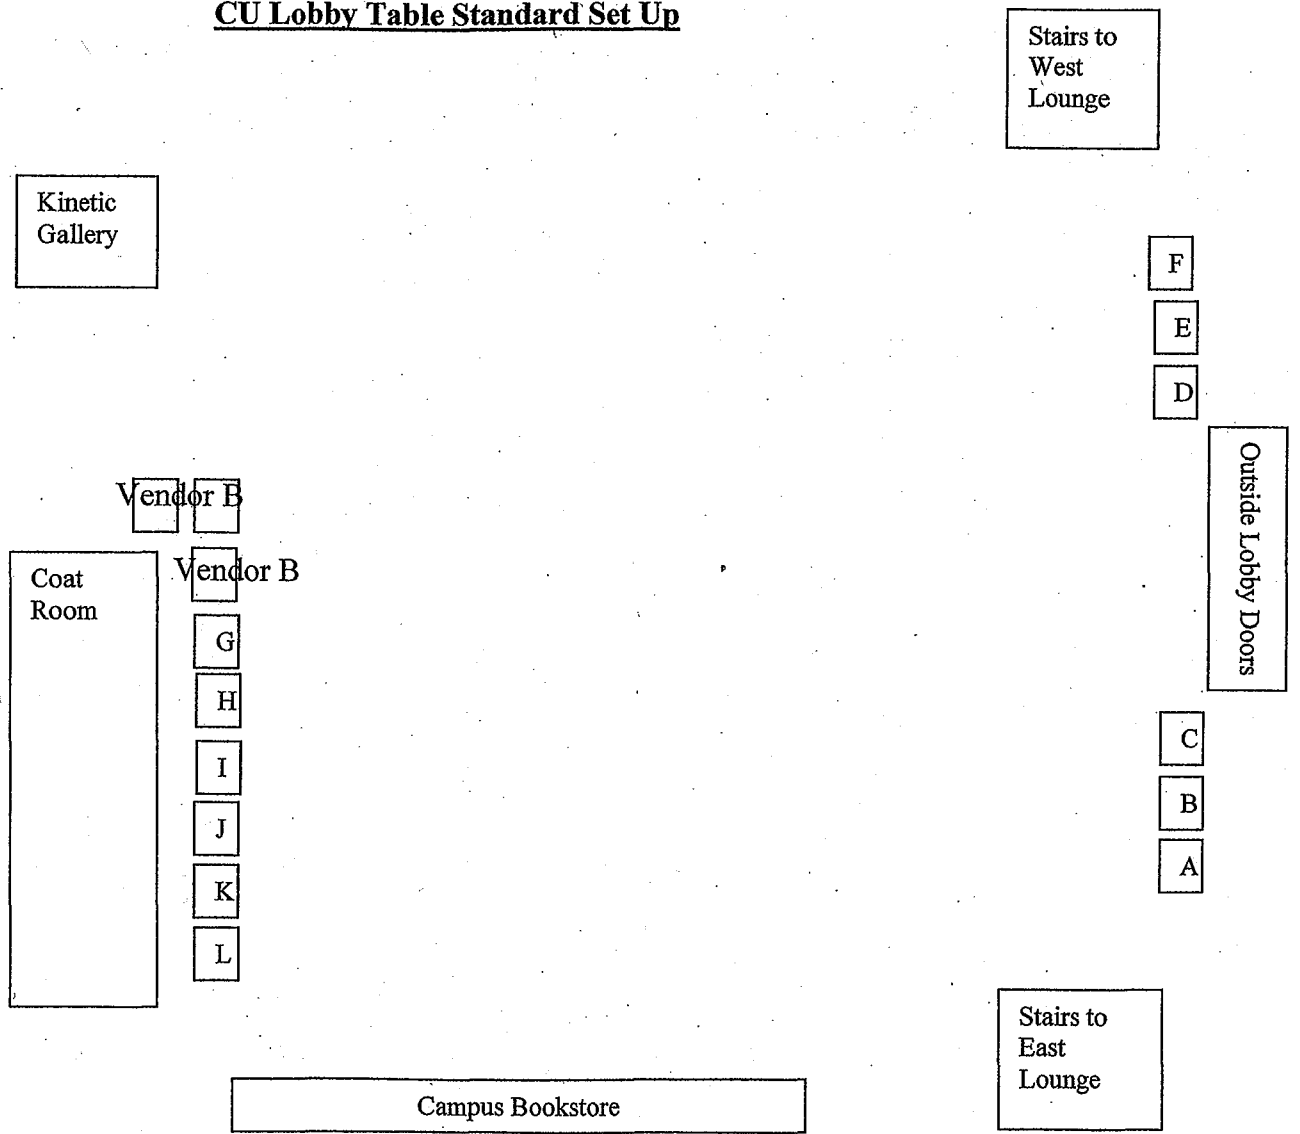 CU Lobby Table Standard Set Up
Stairs to
West
Lounge
Kinetic
Gallery
F
E
D
Outside Lobby Doors
Vendor B
Vendor B
Coat
Room
G
H
I
J
K
L
C
B
A
Stairs to
East
Lounge
Campus Bookstore